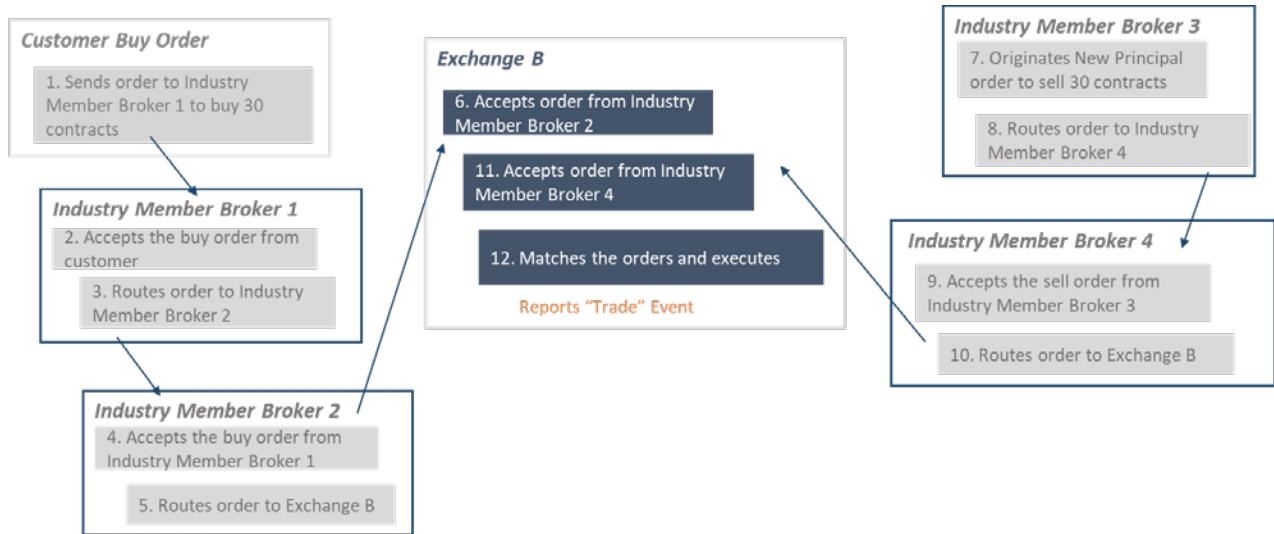 Customer Buy Order
1. Sends order to Industry
Member Broker 1 to buy 30
contracts
Industry Member Broker 1
2. Accepts the buy order from
customer
3. Routes order to Industry
Member Broker 2
Industry Member Broker 2
4. Accepts the buy order from
Industry Member Broker 1
5. Routes order to Exchange B
Exchange B
6. Accepts order from Industry
Member Broker 2
11. Accepts order from Industry
Member Broker 4
12. Matches the orders and executes
Reports “Trade” Event
Industry Member Broker 3
7. Originates New Principal
order to sell 30 contracts
8. Routes order to Industry
Member Broker 4
Industry Member Broker 4
9. Accepts the sell order from
Industry Member Broker 3
10. Routes order to Exchange B